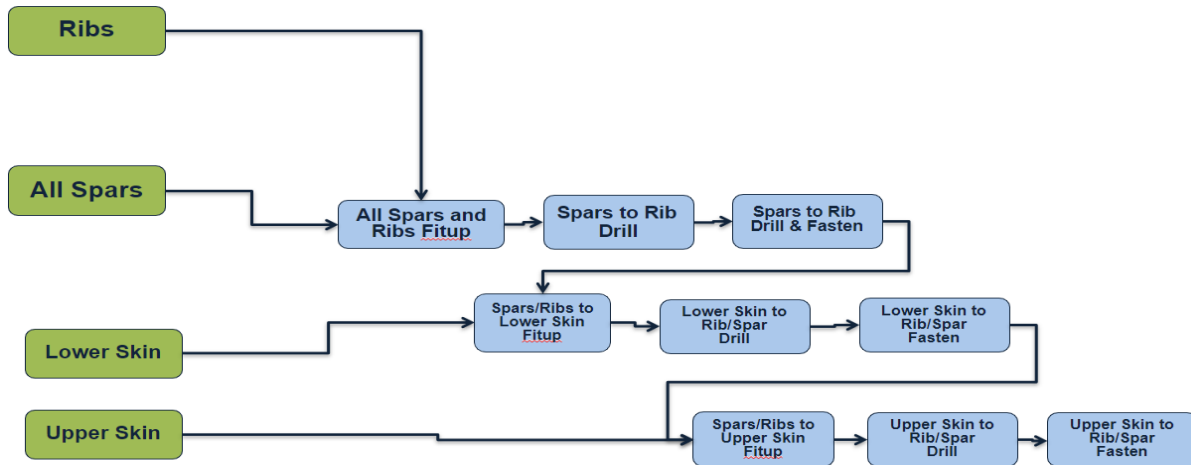 Ribs
All Spars
All Spars and
Ribs Fitup
Spars to Rib
Drill
Spars to Rib
Drill & Fasten
Spars/Ribs to
Lower Skin
Fitup
Lower Skin to
Rib/Spar
Drill
Lower Skin to
Rib/Spar
Fasten
Lower Skin
Upper Skin
Spars/Ribs to
Upper Skin
Fitup
Upper Skin to
Rib/Spar
Drill
Upper Skin to
Rib/Spar
Fasten